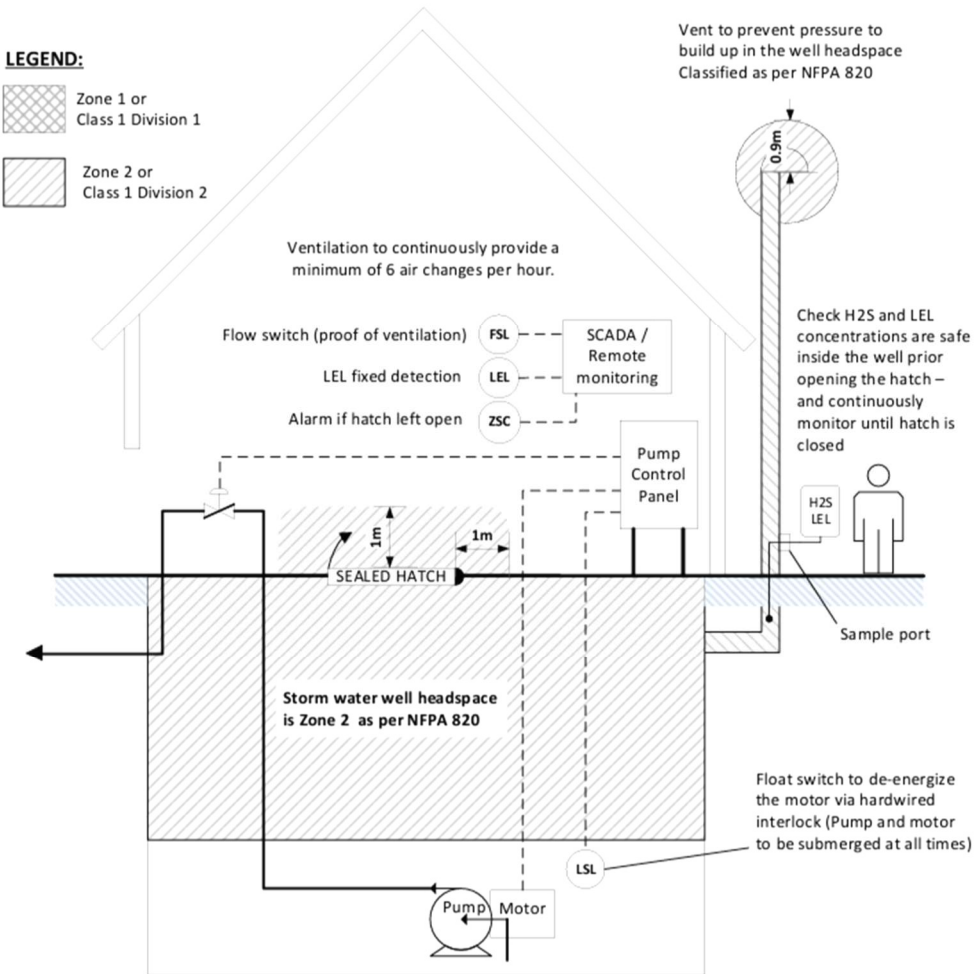 LEGEND:
Zone 1 or
Class 1 Division 1
Zone 2 or
Class 1 Division 2
Vent to prevent pressure to
build up in the well headspace
Classified as per NFPA 820
0.9m
Ventilation to continuously provide a
minimum of 6 air changes per hour.
Flow switch (proof of ventilation)
FSL
LEL fixed detection
LEL
Alarm if hatch left open
ZSC
SCADA /
Remote
monitoring
Check H2S and LEL
concentrations are safe
inside the well prior
opening the hatch –
and continuously
monitor until hatch is
closed
Pump
Control
Panel
H2S
LEL
1m
1m
SEALED HATCH
Sample port
Storm water well headspace
is Zone 2 as per NFPA 820
Float switch to de-energize
the motor via hardwired
interlock (Pump and motor
to be submerged at all times)
LSL
Pump
Motor